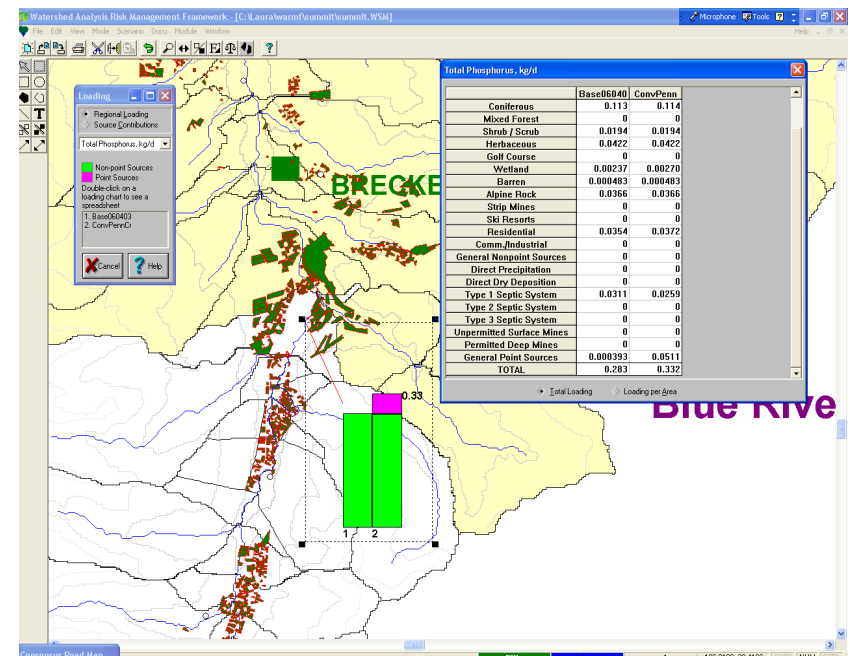 Watershed Analysis Risk Management Framework - [C:\Laura\warmf\summit\summit.WSM]
Microphone Tools
File Edit View Mode Scenario Docu Module Window Help
Loading
Regional Loading
Source Contributions
Total Phosphorus, kg/d
Non-point Sources
Point Sources
Double-click on a
loading chart to see a
spreadsheet
1. Base060403
2. ConvPennCr
Cancel Help
BRECKE
Total Phosphorus, kg/d
Base06040 ConvPenn
Coniferous 0.113 0.114
Mixed Forest 0 0
Shrub / Scrub 0.0194 0.0194
Herbaceous 0.0422 0.0422
Golf Course 0 0
Wetland 0.00237 0.00270
Barren 0.000483 0.000483
Alpine Rock 0.0366 0.0366
Strip Mines 0 0
Ski Resorts 0 0
Residential 0.0354 0.0372
Comm./Industrial 0 0
General Nonpoint Sources 0 0
Direct Precipitation 0 0
Direct Dry Deposition 0 0
Type 1 Septic System 0.0311 0.0259
Type 2 Septic System 0 0
Type 3 Septic System 0 0
Unpermitted Surface Mines 0 0
Permitted Deep Mines 0 0
General Point Sources 0.000393 0.0511
TOTAL 0.283 0.332
Total Loading Loading per Area
0.33
Blue Rive
1 2